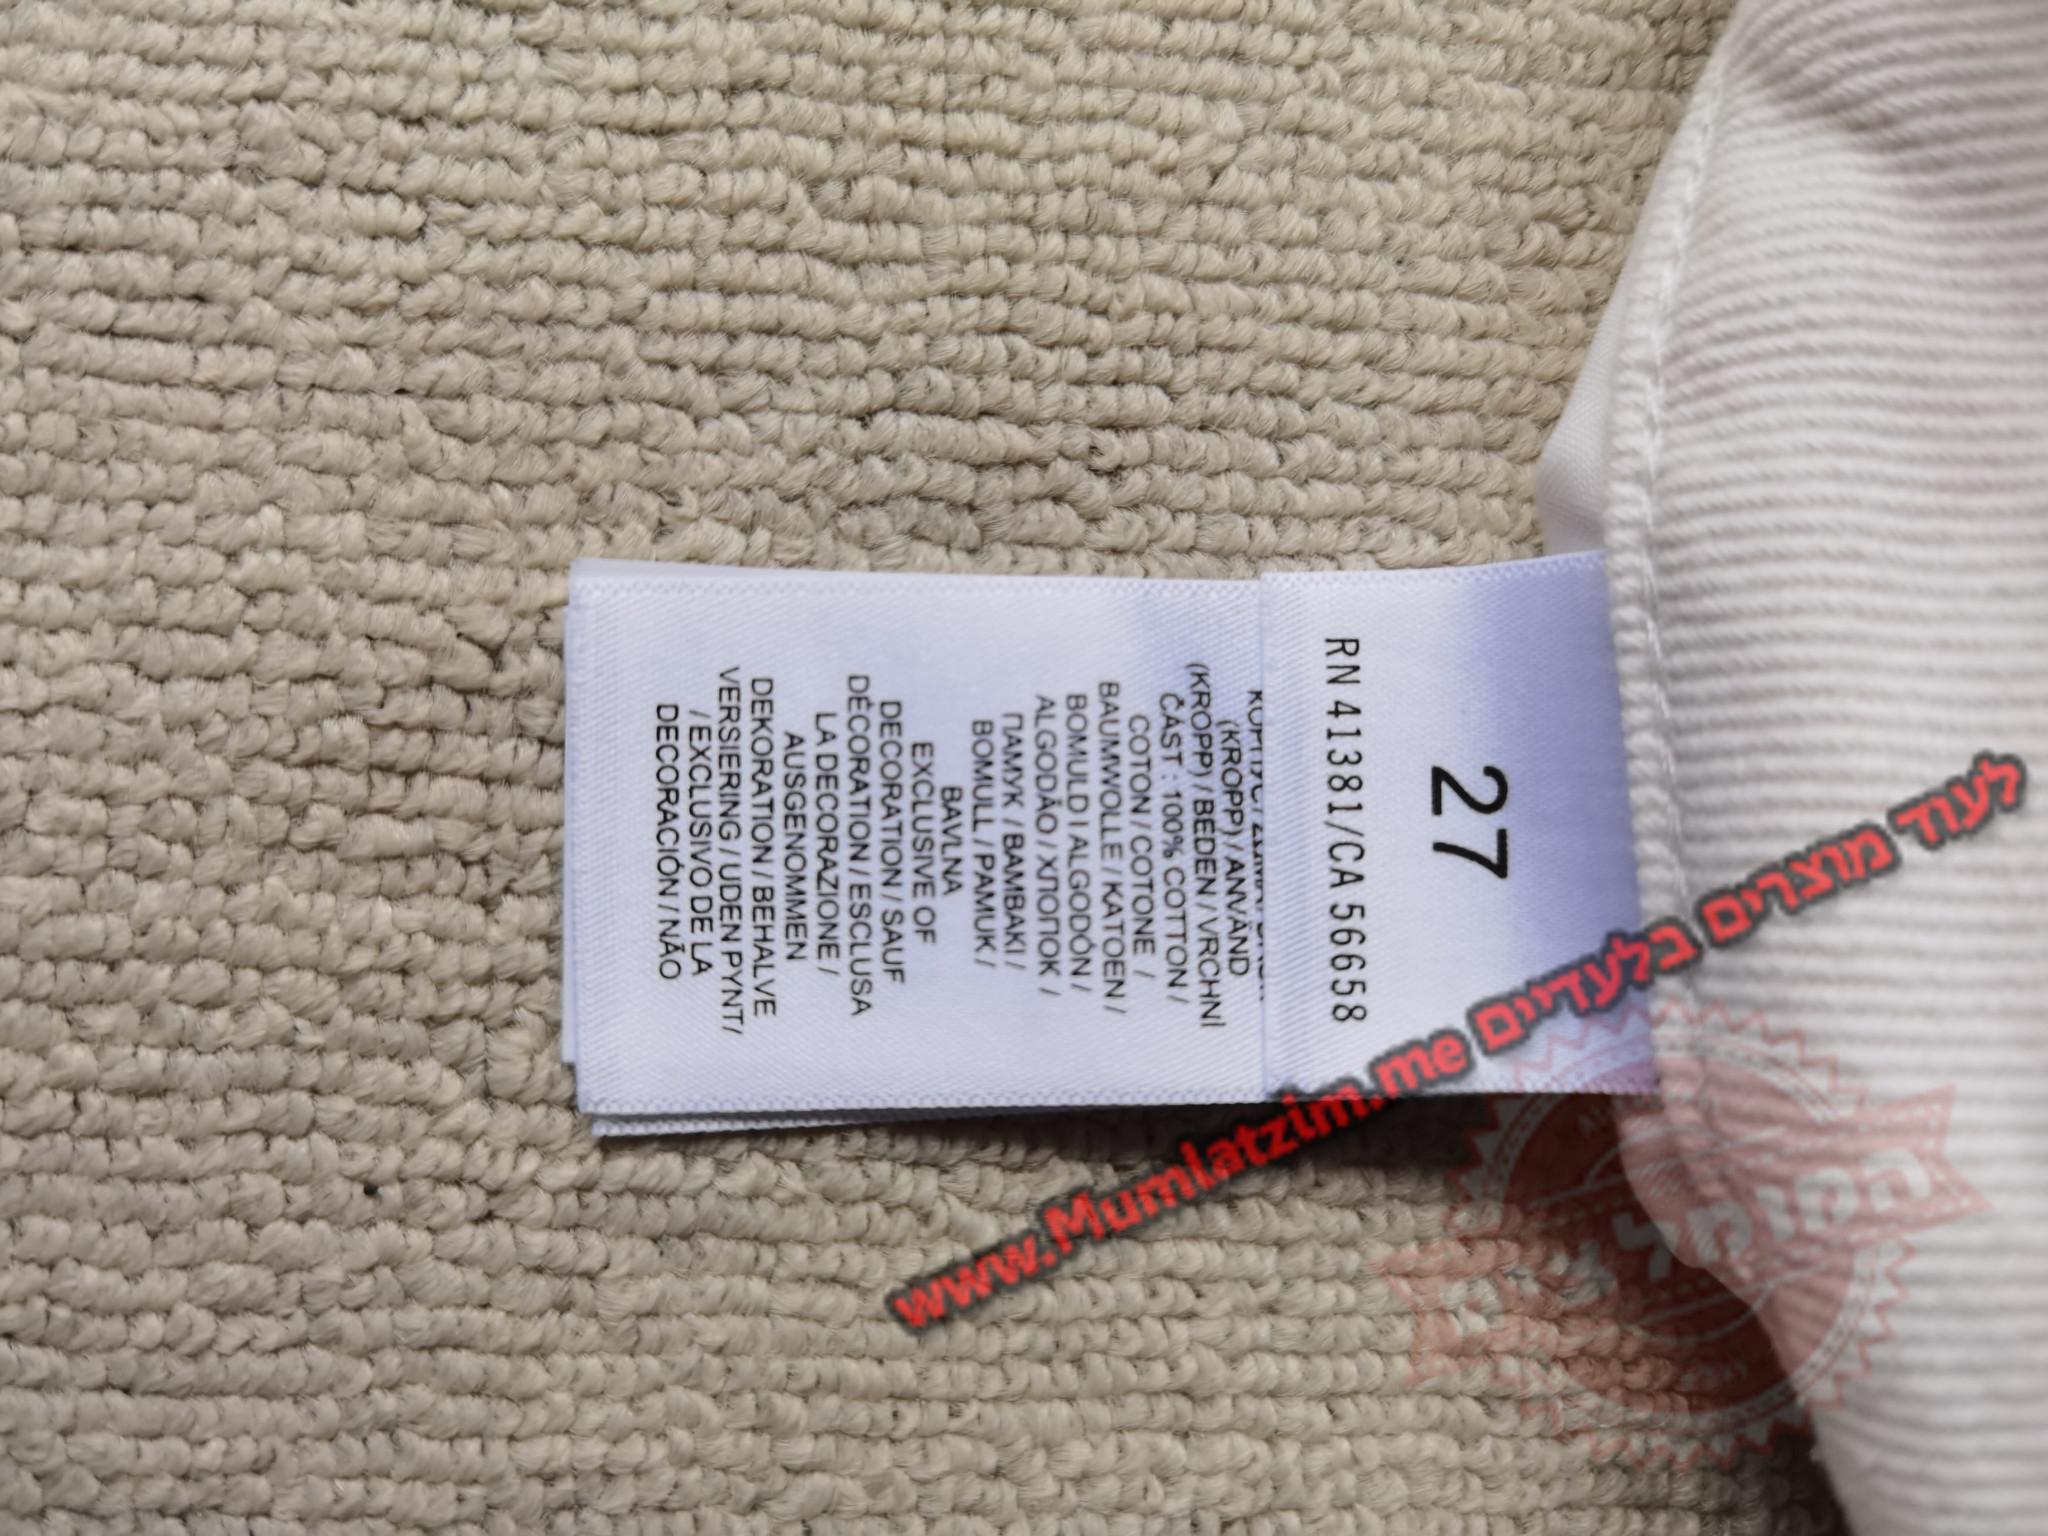 27
RN 41381/CA 56658
(KROPP) / ANVÄND
(KROPP) / BEDEN / VRCHNÍ
ČÁST : 100% COTTON /
COTON / COTONE /
BAUMWOLLE / KATOEN /
BOMULD I ALGODÓN /
ALGODÃO / ΧΠΟΠΟΚ /
ΠAMYK / BAMBAKI /
BOMULL / PAMUK /
BAVLNA
EXCLUSIVE OF
DECORATION / SAUF
DÉCORATION / ESCLUSA
LA DECORAZIONE /
AUSGENOMMEN
DEKORATION / BEHALVE
VERSIERING / UDEN PYNT/
/ EXCLUSIVO DE LA
DECORACIÓN / NÃO
לעוד מוצרים בלעדיים www.Mumlatzim.me